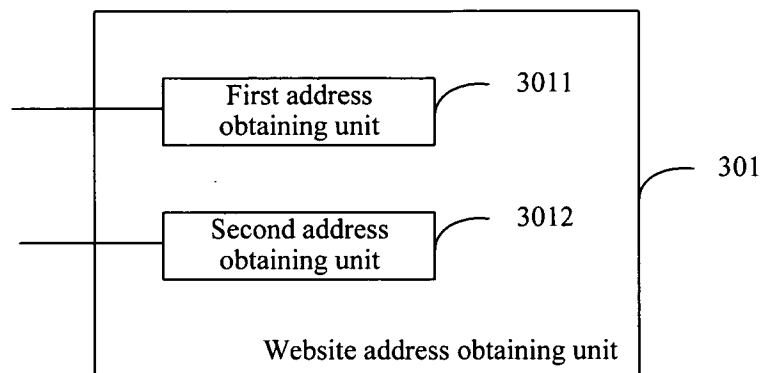 First address
obtaining unit
3011
301
Second address
obtaining unit
3012
Website address obtaining unit